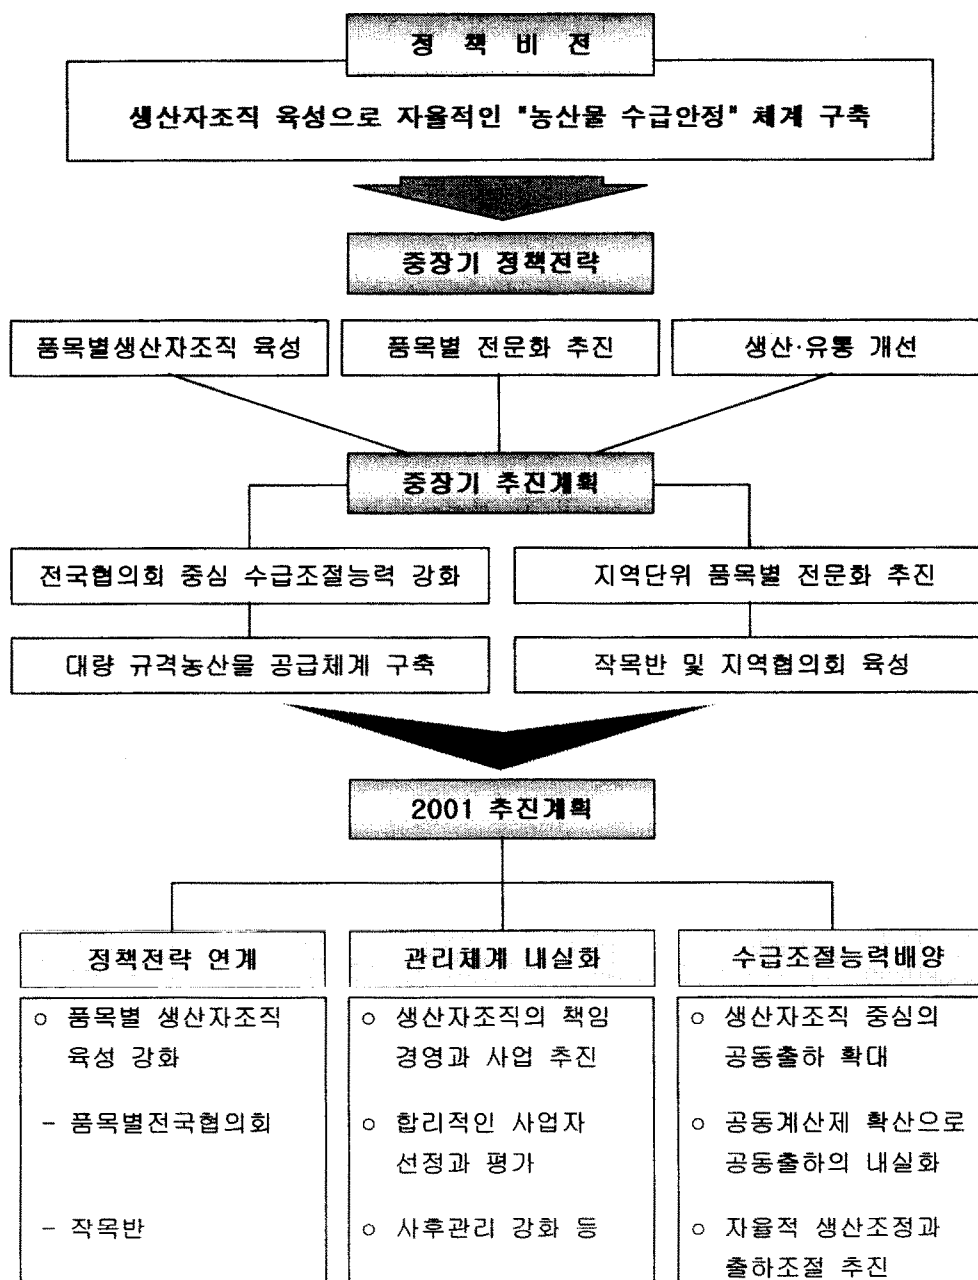 정 책 비 전
생산자조직 육성으로 자율적인 "농산물 수급안정" 체계 구축
중장기 정책전략
품목별생산자조직 육성
품목별 전문화 추진
생산·유통 개선
중장기 추진계획
전국협의회 중심 수급조절능력 강화
지역단위 품목별 전문화 추진
대량 규격농산물 공급체계 구축
작목반 및 지역협의회 육성
2001 추진계획
정책전략 연계
○ 품목별 생산자조직
육성 강화
- 품목별전국협의회
- 작목반
관리체계 내실화
○ 생산자조직의 책임
경영과 사업 추진
○ 합리적인 사업자
선정과 평가
○ 사후관리 강화 등
수급조절능력배양
○ 생산자조직 중심의
공동출하 확대
○ 공동계산제 확산으로
공동출하의 내실화
○ 자율적 생산조정과
출하조절 추진